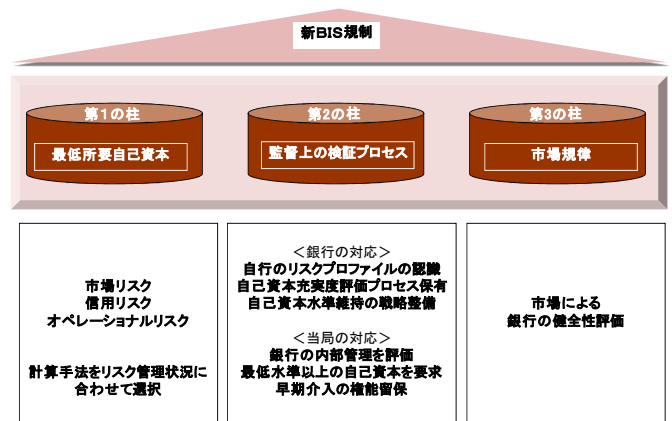 新BIS規制
第1の柱
最低所要自己資本
第2の柱
監督上の検証プロセス
第3の柱
市場規律
市場リスク
信用リスク
オペレーショナルリスク
計算手法をリスク管理状況に
合わせて選択
＜銀行の対応＞
自行のリスクプロファイルの認識
自己資本充実度評価プロセス保有
自己資本水準維持の戦略整備
＜当局の対応＞
銀行の内部管理を評価
最低水準以上の自己資本を要求
早期介入の権能留保
市場による
銀行の健全性評価